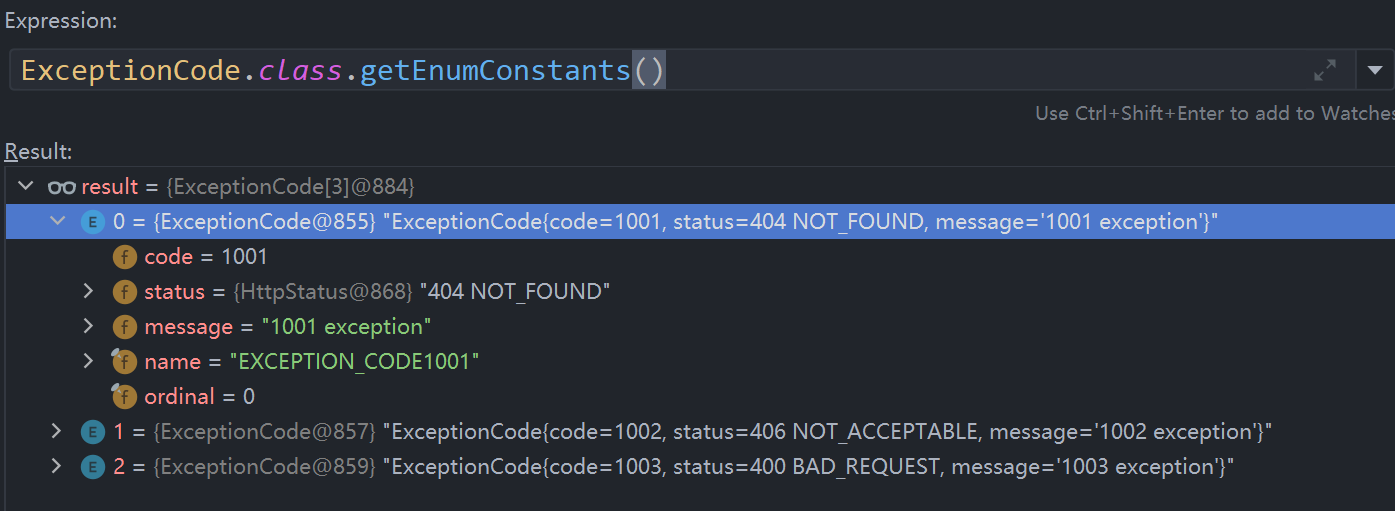 Expression:
ExceptionCode.class.getEnumConstants()
Use Ctrl+Shift+Enter to add to Watches
Result:
result = {ExceptionCode[3]@884}
E 0 = {ExceptionCode@855} "ExceptionCode{code=1001, status=404 NOT_FOUND, message='1001 exception'}"
f code = 1001
f status = {HttpStatus@868} "404 NOT_FOUND"
f message = "1001 exception"
f name = "EXCEPTION_CODE1001"
f ordinal = 0
E 1 = {ExceptionCode@857} "ExceptionCode{code=1002, status=406 NOT_ACCEPTABLE, message='1002 exception'}"
E 2 = {ExceptionCode@859} "ExceptionCode{code=1003, status=400 BAD_REQUEST, message='1003 exception'}"